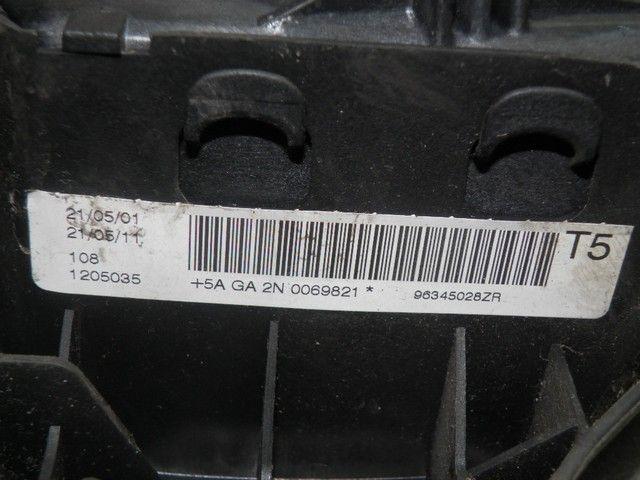 21/05/01
21/05/11
108
1205035
+5A GA 2N 0069821 *
96345028ZR
T5